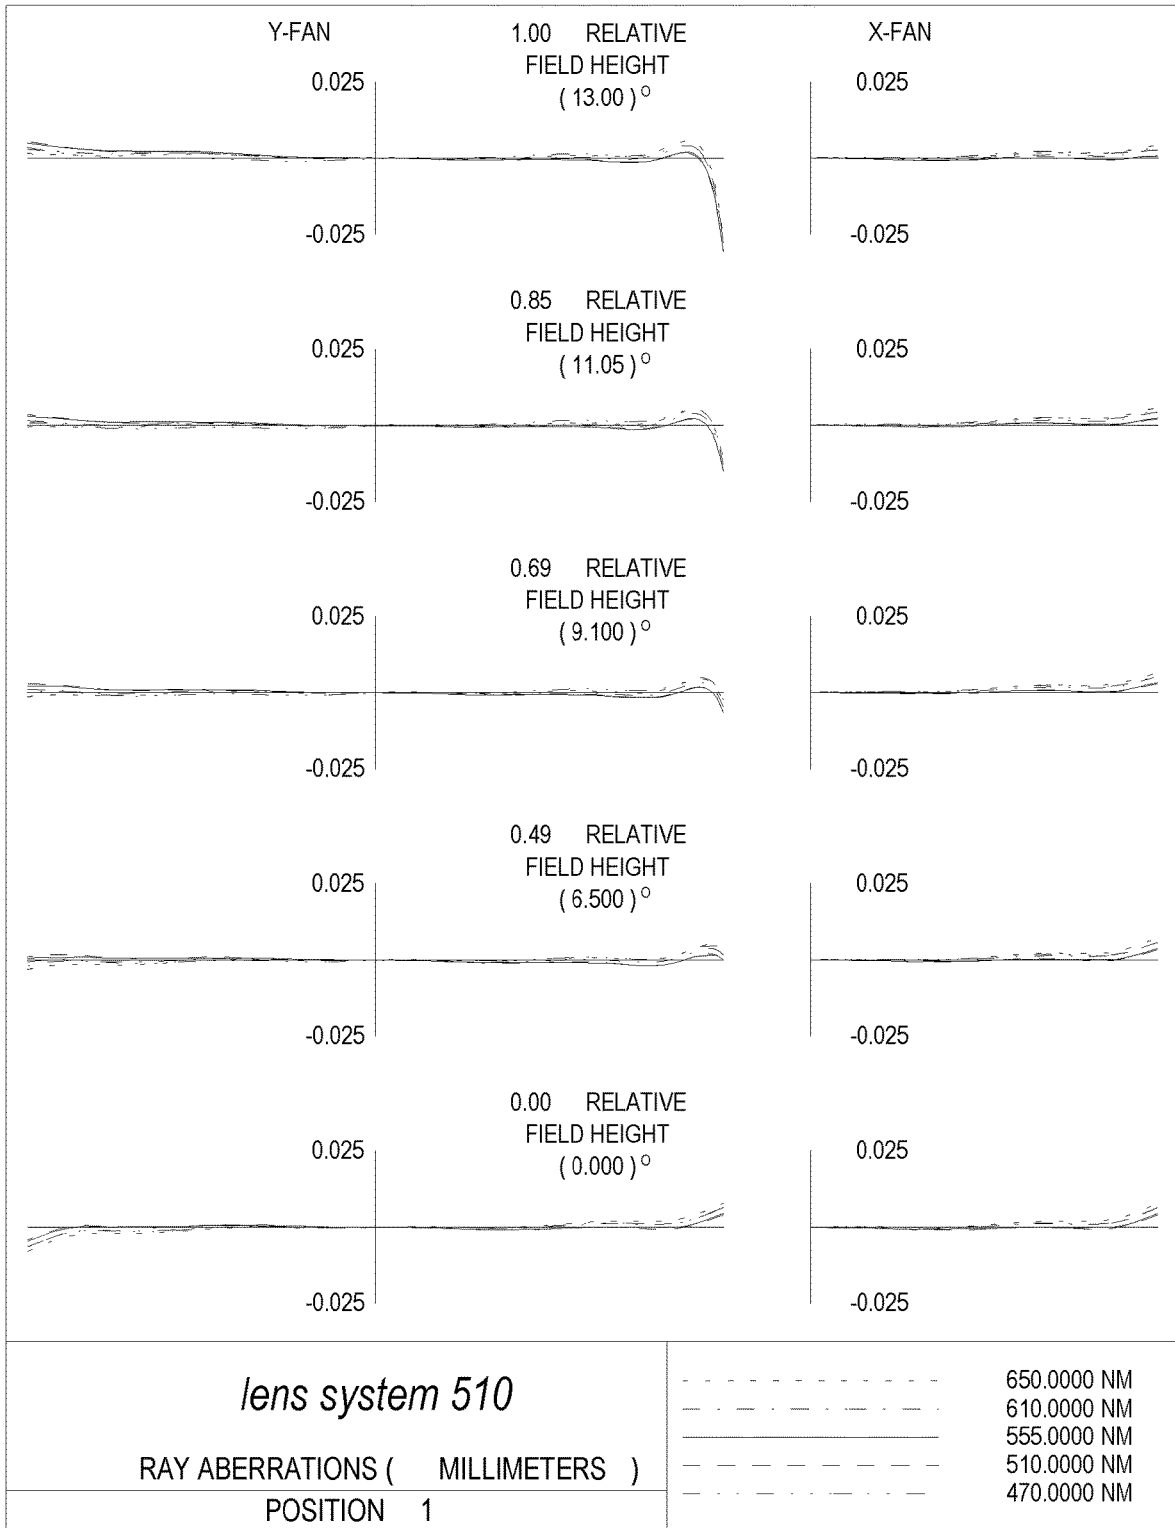 Y-FAN 1.00 RELATIVE X-FAN
FIELD HEIGHT
0.025 ( 13.00 ) O 0.025
-0.025 -0.025
0.85 RELATIVE
FIELD HEIGHT
0.025 ( 11.05 ) O 0.025
-0.025 -0.025
0.69 RELATIVE
FIELD HEIGHT
0.025 ( 9.100 ) O 0.025
-0.025 -0.025
0.49 RELATIVE
FIELD HEIGHT
0.025 ( 6.500 ) O 0.025
-0.025 -0.025
0.00 RELATIVE
FIELD HEIGHT
0.025 ( 0.000 ) O 0.025
-0.025 -0.025
lens system 510
RAY ABERRATIONS ( MILLIMETERS )
POSITION 1
650.0000 NM
610.0000 NM
555.0000 NM
510.0000 NM
470.0000 NM